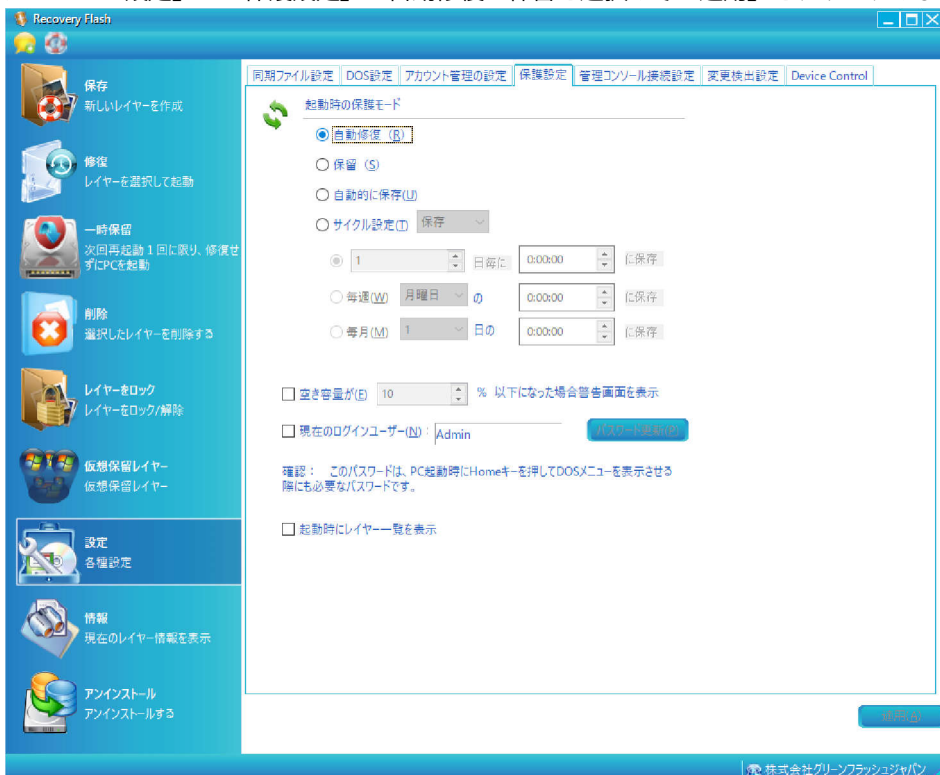 Recovery Flash
保存
新しいレイヤーを作成
修復
レイヤーを選択して起動
一時保留
次回再起動1回に限り、修復せ
ずにPCを起動
削除
選択したレイヤーを削除する
レイヤーをロック
レイヤーをロック/解除
仮想保留レイヤー
仮想保留レイヤー
設定
各種設定
情報
現在のレイヤー情報を表示
アンインストール
アンインストールする
同期ファイル設定 DOS設定 アカウント管理の設定 保護設定 管理コンソール接続設定 変更検出設定 Device Control
起動時の保護モード
自動修復 (R)
保留 (S)
自動的に保存(U)
サイクル設定(T) 保存
1 日毎に 0:00:00 に保存
毎週(W) 月曜日 の 0:00:00 に保存
毎月(M) 1 日の 0:00:00 に保存
空き容量が(E) 10 % 以下になった場合警告画面を表示
現在のログインユーザー(N): Admin パスワード更新(P)
確認: このパスワードは、PC起動時にHomeキーを押してDOSメニューを表示させる
際にも必要なパスワードです。
起動時にレイヤー一覧を表示
株式会社グリーンフラッシュジャパン